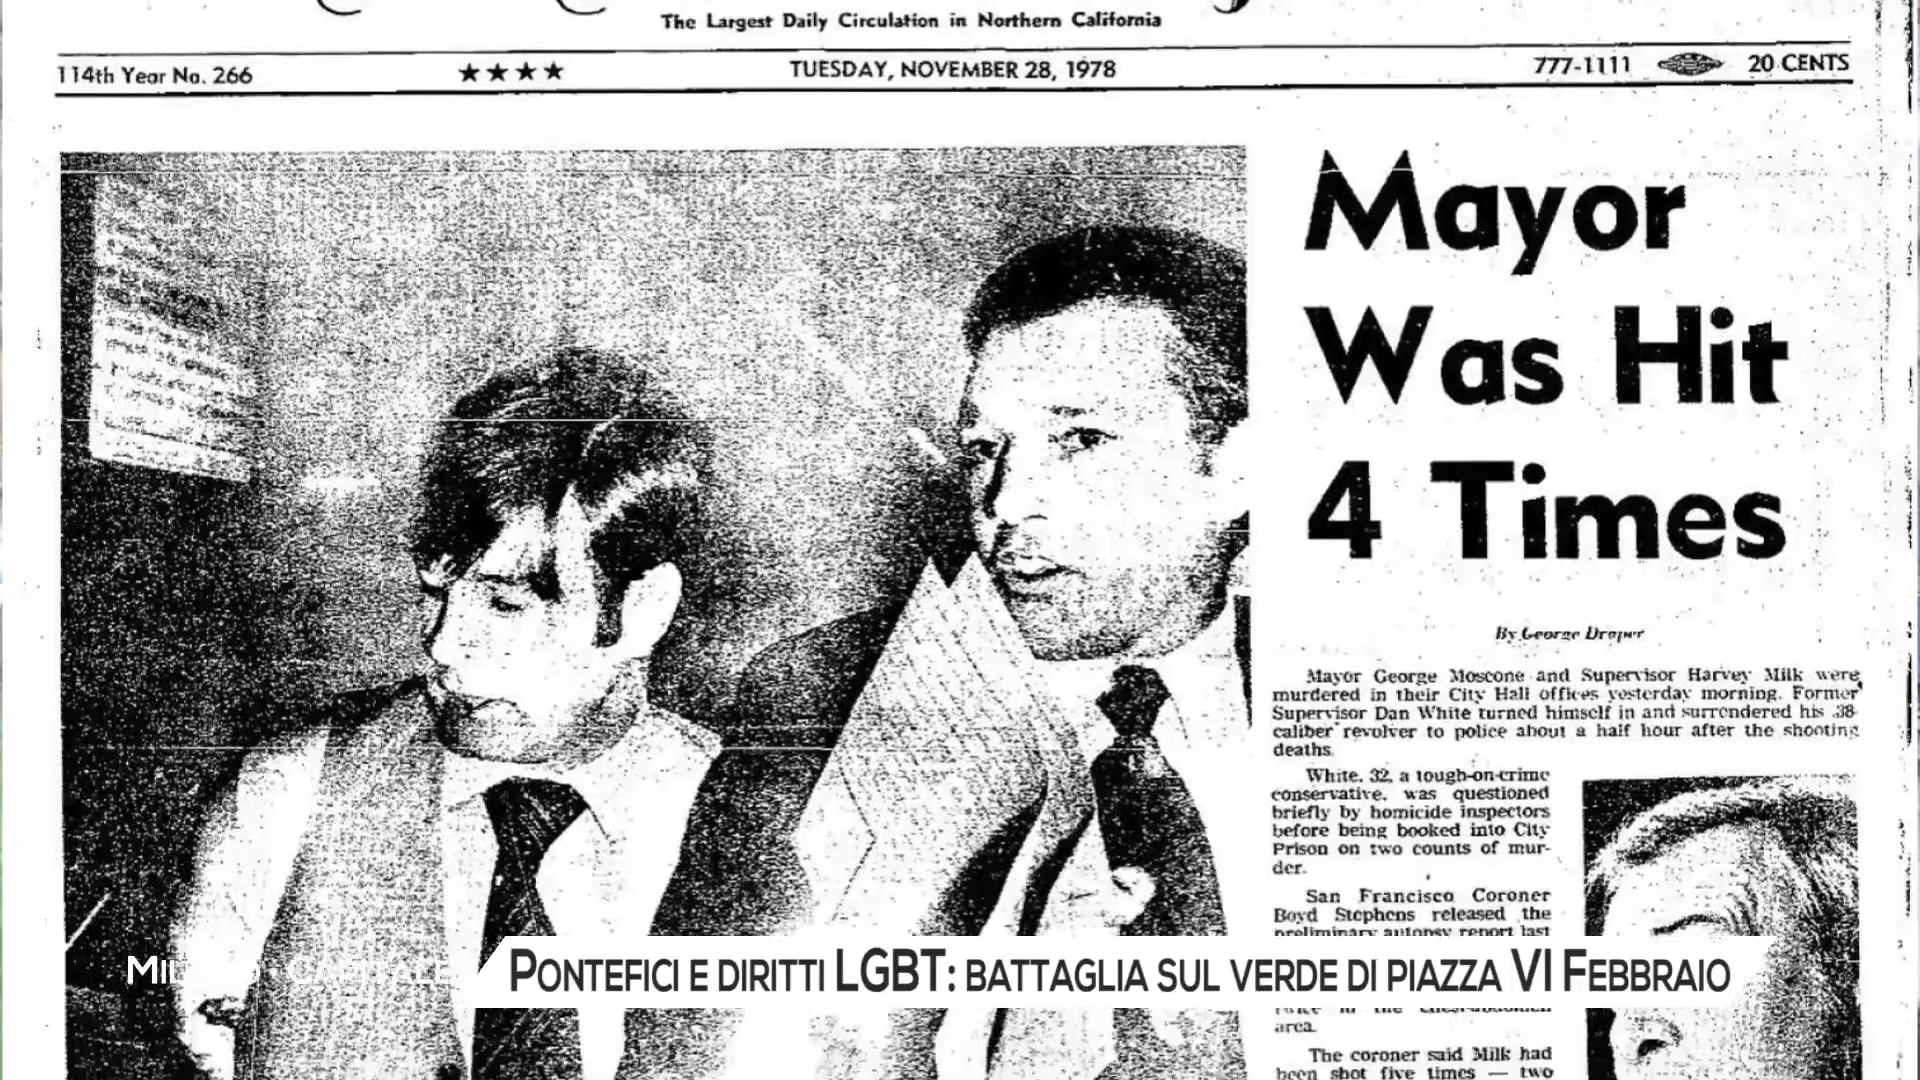 The Largest Daily Circulation in Northern California
114th Year No. 266 ★★★★ TUESDAY, NOVEMBER 28, 1978 777-1111 20 CENTS
Mayor
Was Hit
4 Times
By George Draper
Mayor George Moscone and Supervisor Harvey Milk were
murdered in their City Hall offices yesterday morning. Former
Supervisor Dan White turned himself in and surrendered his .38-
caliber revolver to police about a half hour after the shooting
deaths.
White, 32, a tough-on-crime
conservative, was questioned
briefly by homicide inspectors
before being booked into City
Prison on two counts of mur-
der.
San Francisco Coroner
Boyd Stephens released the
preliminary autopsy report last
area.
The coroner said Milk had
been shot five times — two
PONTEFICI E DIRITTI LGBT: BATTAGLIA SUL VERDE DI PIAZZA VI FEBBRAIO